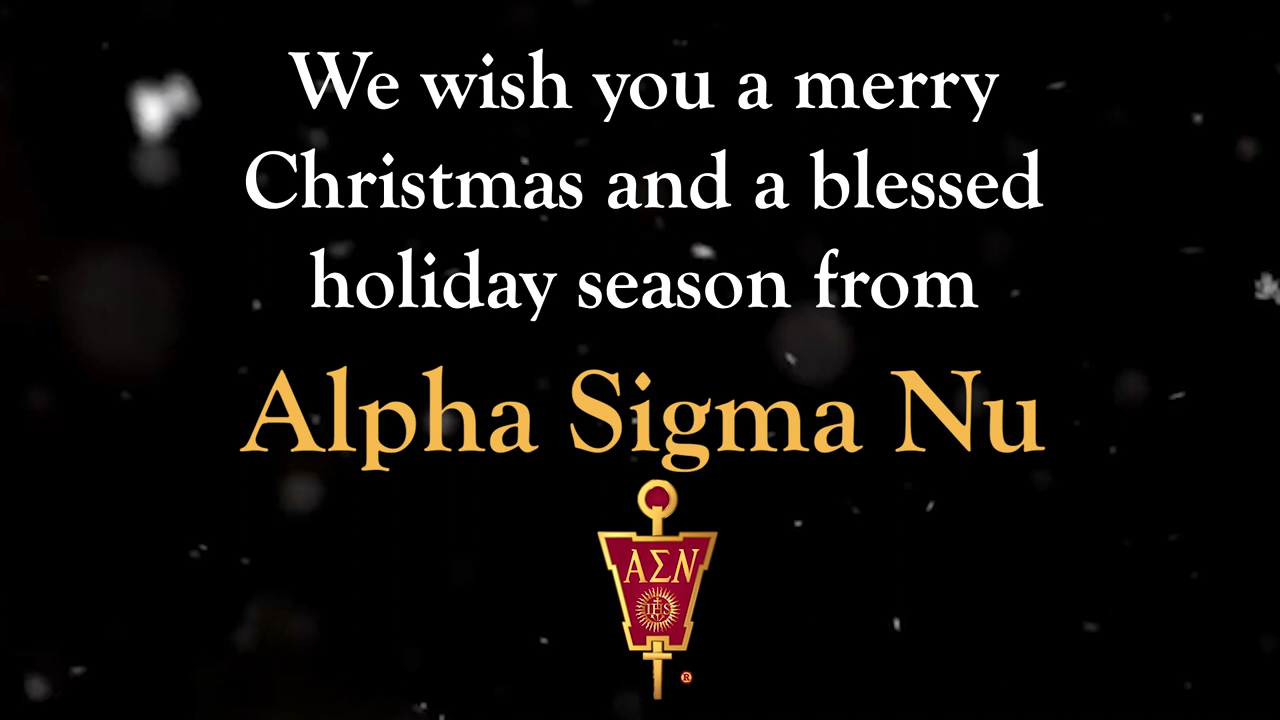 We wish you a merry
Christmas and a blessed
holiday season from
Alpha Sigma Nu
ΑΣΝ
IHS
®